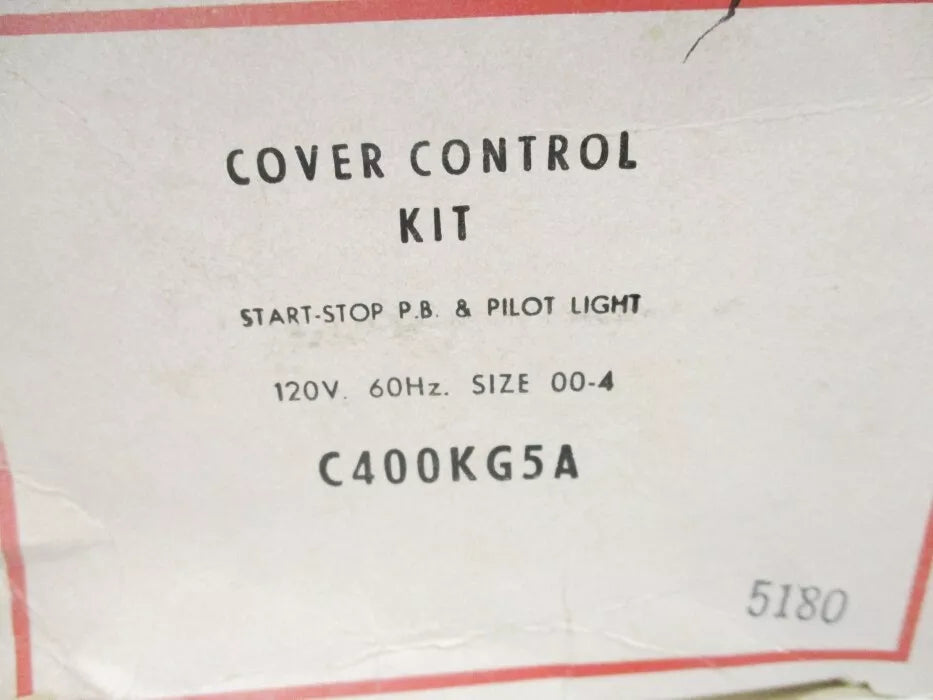 COVER CONTROL
KIT
START-STOP P.B. & PILOT LIGHT
120V. 60Hz. SIZE 00-4
C400KG5A
5180